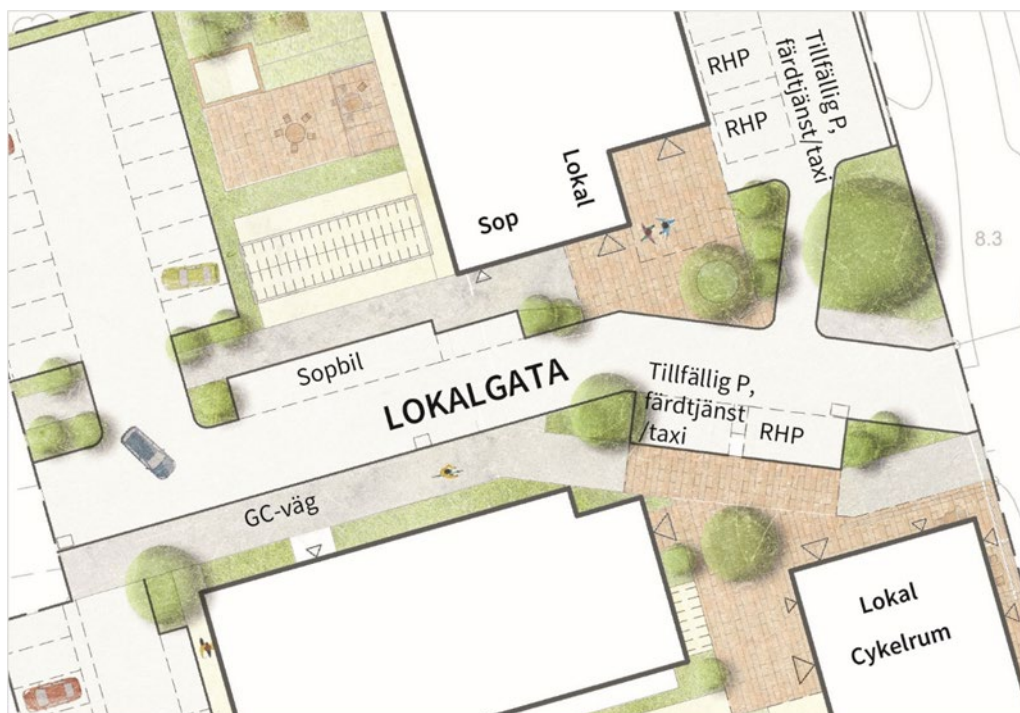 RHP
RHP
Tillfällig P,
färdtjänst/taxi
Lokal
Sop
8.3
Sopbil
LOKALGATA
Tillfällig P,
färdtjänst
/taxi
RHP
GC-väg
Lokal
Cykelrum